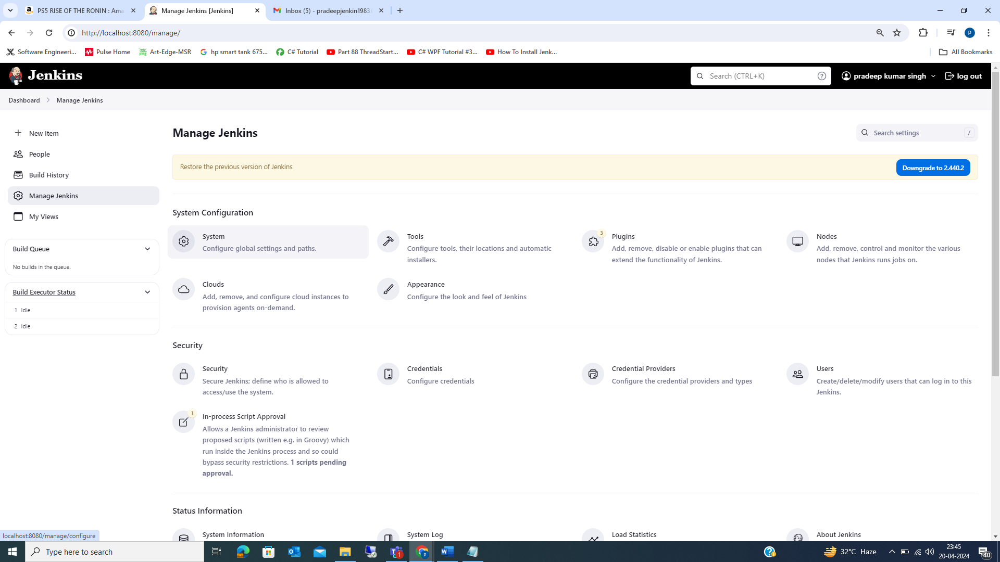 PS5 RISE OF THE RONIN : Ama
Manage Jenkins [Jenkins]
Inbox (5) - pradeepjenkin1983
http://localhost:8080/manage/
P
Software Engineeri...
Pulse Home
Art-Edge-MSR
hp smart tank 675...
C# Tutorial
Part 88 ThreadStart...
C# WPF Tutorial #3...
How To Install Jenk...
All Bookmarks
Jenkins
Search (CTRL+K)
pradeep kumar singh
log out
Dashboard
Manage Jenkins
New Item
People
Build History
Manage Jenkins
My Views
Build Queue
No builds in the queue.
Build Executor Status
1 Idle
2 Idle
Manage Jenkins
Search settings
/
Restore the previous version of Jenkins
Downgrade to 2.440.2
System Configuration
System
Configure global settings and paths.
Tools
Configure tools, their locations and automatic
installers.
3
Plugins
Add, remove, disable or enable plugins that can
extend the functionality of Jenkins.
Nodes
Add, remove, control and monitor the various
nodes that Jenkins runs jobs on.
Clouds
Add, remove, and configure cloud instances to
provision agents on-demand.
Appearance
Configure the look and feel of Jenkins
Security
Security
Secure Jenkins; define who is allowed to
access/use the system.
Credentials
Configure credentials
Credential Providers
Configure the credential providers and types
Users
Create/delete/modify users that can log in to this
Jenkins.
1
In-process Script Approval
Allows a Jenkins administrator to review
proposed scripts (written e.g. in Groovy) which
run inside the Jenkins process and so could
bypass security restrictions. 1 scripts pending
approval.
Status Information
System Information
System Log
Load Statistics
About Jenkins
localhost:8080/manage/configure
Type here to search
1
32°C Haze
23:45
20-04-2024
40